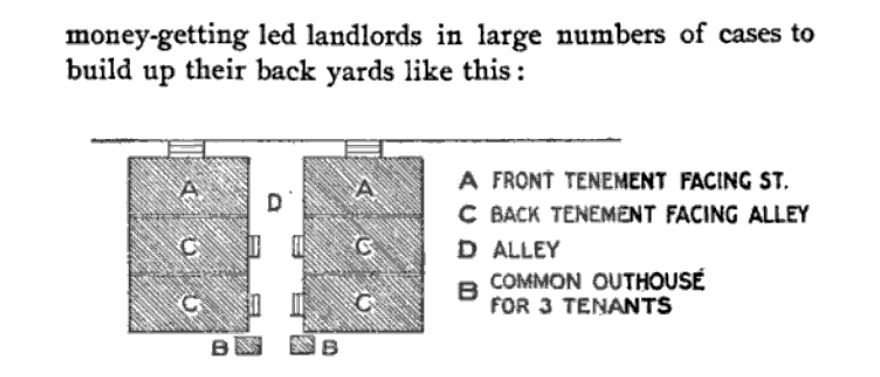 money-getting led landlords in large numbers of cases to
build up their back yards like this:
A A
D
C C
C C
B B
A FRONT TENEMENT FACING ST.
C BACK TENEMENT FACING ALLEY
D ALLEY
B COMMON OUTHOUSE
FOR 3 TENANTS